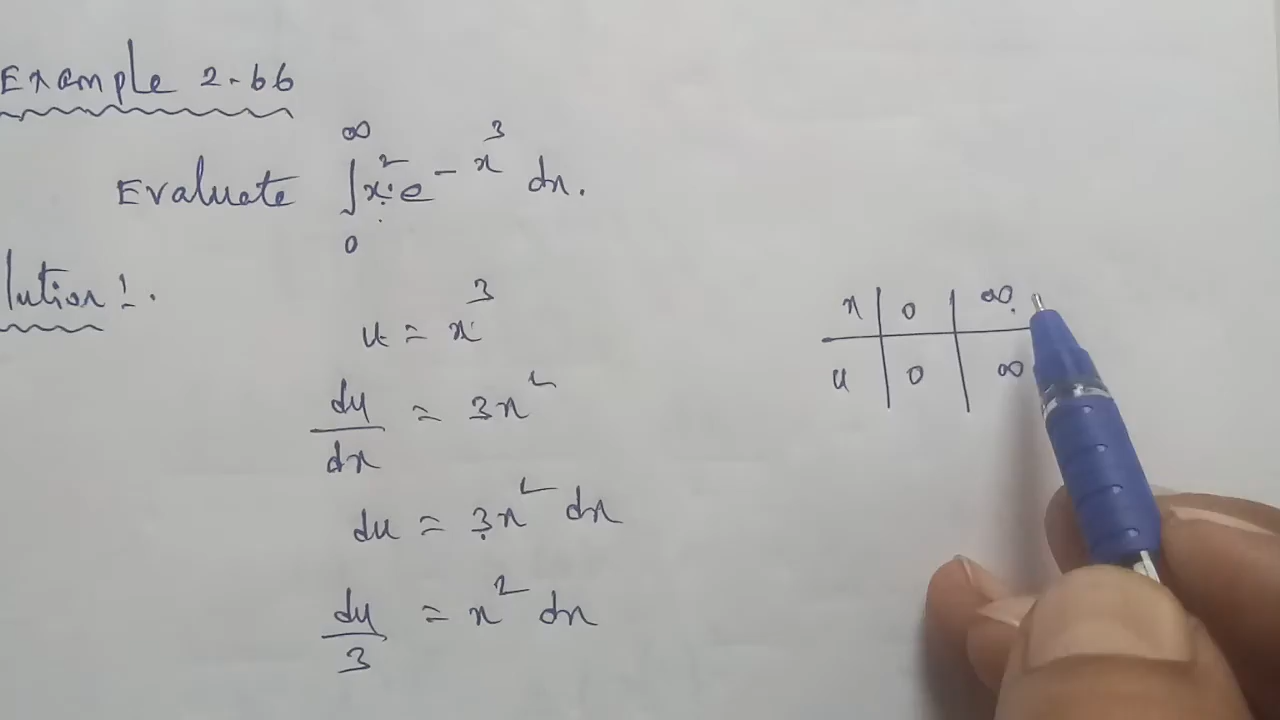 Example 2.66
Evaluate ∫₀^∞ x² e^{-x³} dx.
lution:
u = x³
du/dx = 3x²
du = 3x² dx
du/3 = x² dx
x | 0 | ∞
u | 0 | ∞